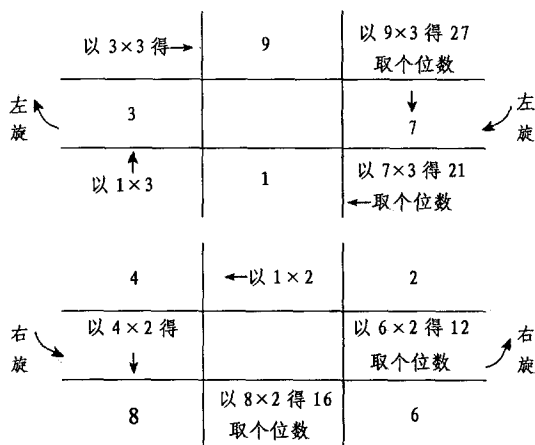 以 3×3 得→
9
以 9×3 得 27
取个位数
↓
左
旋
3
7
左
旋
↑
以 1×3
1
以 7×3 得 21
←取个位数
4
←以 1×2
2
右
旋
以 4×2 得
↓
以 6×2 得 12
取个位数
右
旋
8
以 8×2 得 16
取个位数
6